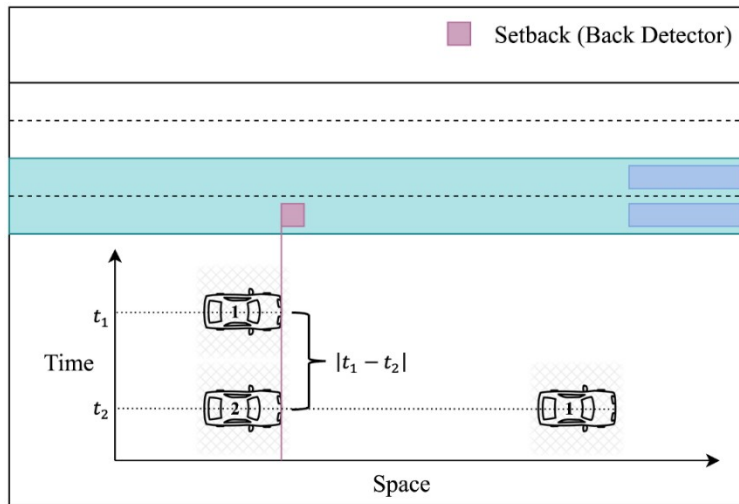 Setback (Back Detector)
t₁
1
|t₁ − t₂|
Time
t₂
2
1
Space